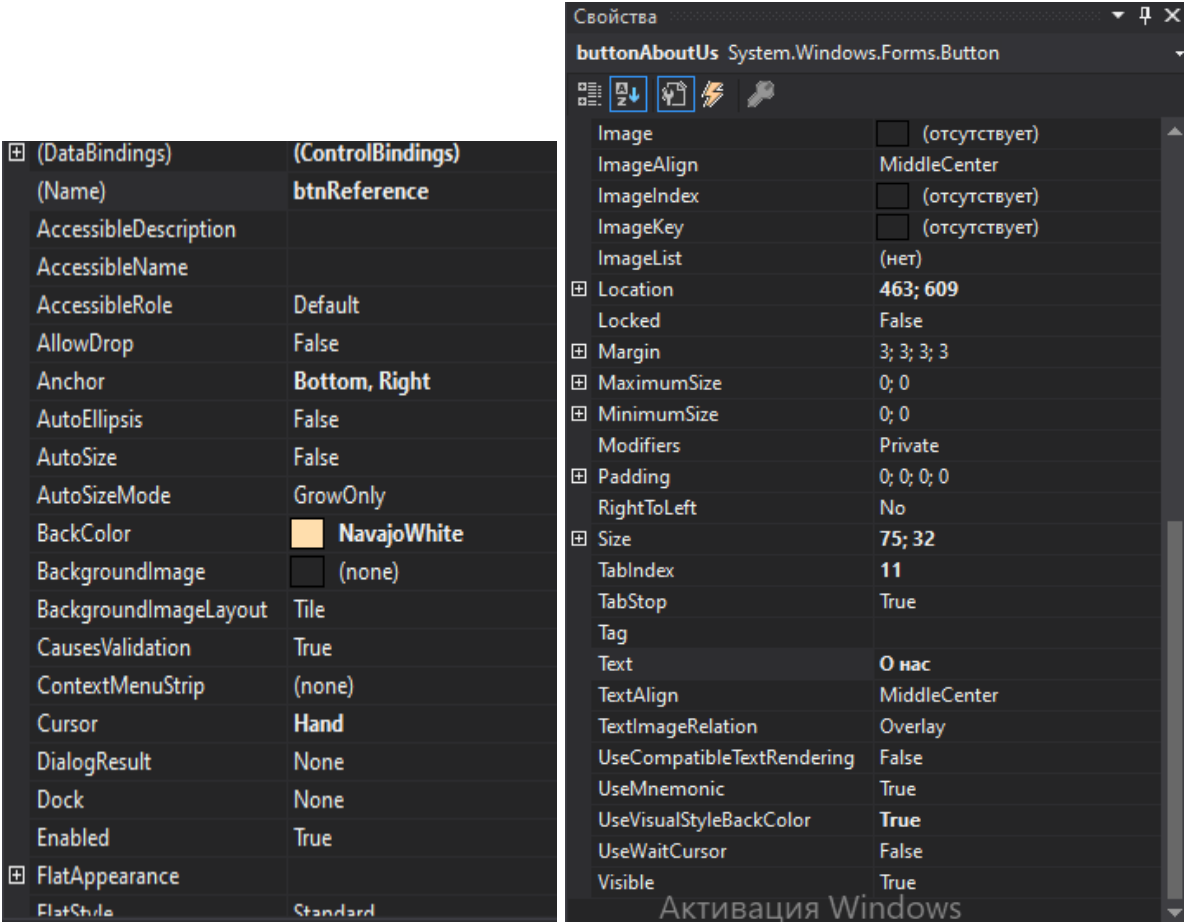 (DataBindings) (ControlBindings)
(Name) btnReference
AccessibleDescription
AccessibleName
AccessibleRole Default
AllowDrop False
Anchor Bottom, Right
AutoEllipsis False
AutoSize False
AutoSizeMode GrowOnly
BackColor NavajoWhite
BackgroundImage (none)
BackgroundImageLayout Tile
CausesValidation True
ContextMenuStrip (none)
Cursor Hand
DialogResult None
Dock None
Enabled True
FlatAppearance
FlatStyle Standard
Свойства
buttonAboutUs System.Windows.Forms.Button
Image (отсутствует)
ImageAlign MiddleCenter
ImageIndex (отсутствует)
ImageKey (отсутствует)
ImageList (нет)
Location 463; 609
Locked False
Margin 3; 3; 3; 3
MaximumSize 0; 0
MinimumSize 0; 0
Modifiers Private
Padding 0; 0; 0; 0
RightToLeft No
Size 75; 32
TabIndex 11
TabStop True
Tag
Text О нас
TextAlign MiddleCenter
TextImageRelation Overlay
UseCompatibleTextRendering False
UseMnemonic True
UseVisualStyleBackColor True
UseWaitCursor False
Visible True
Активация Windows